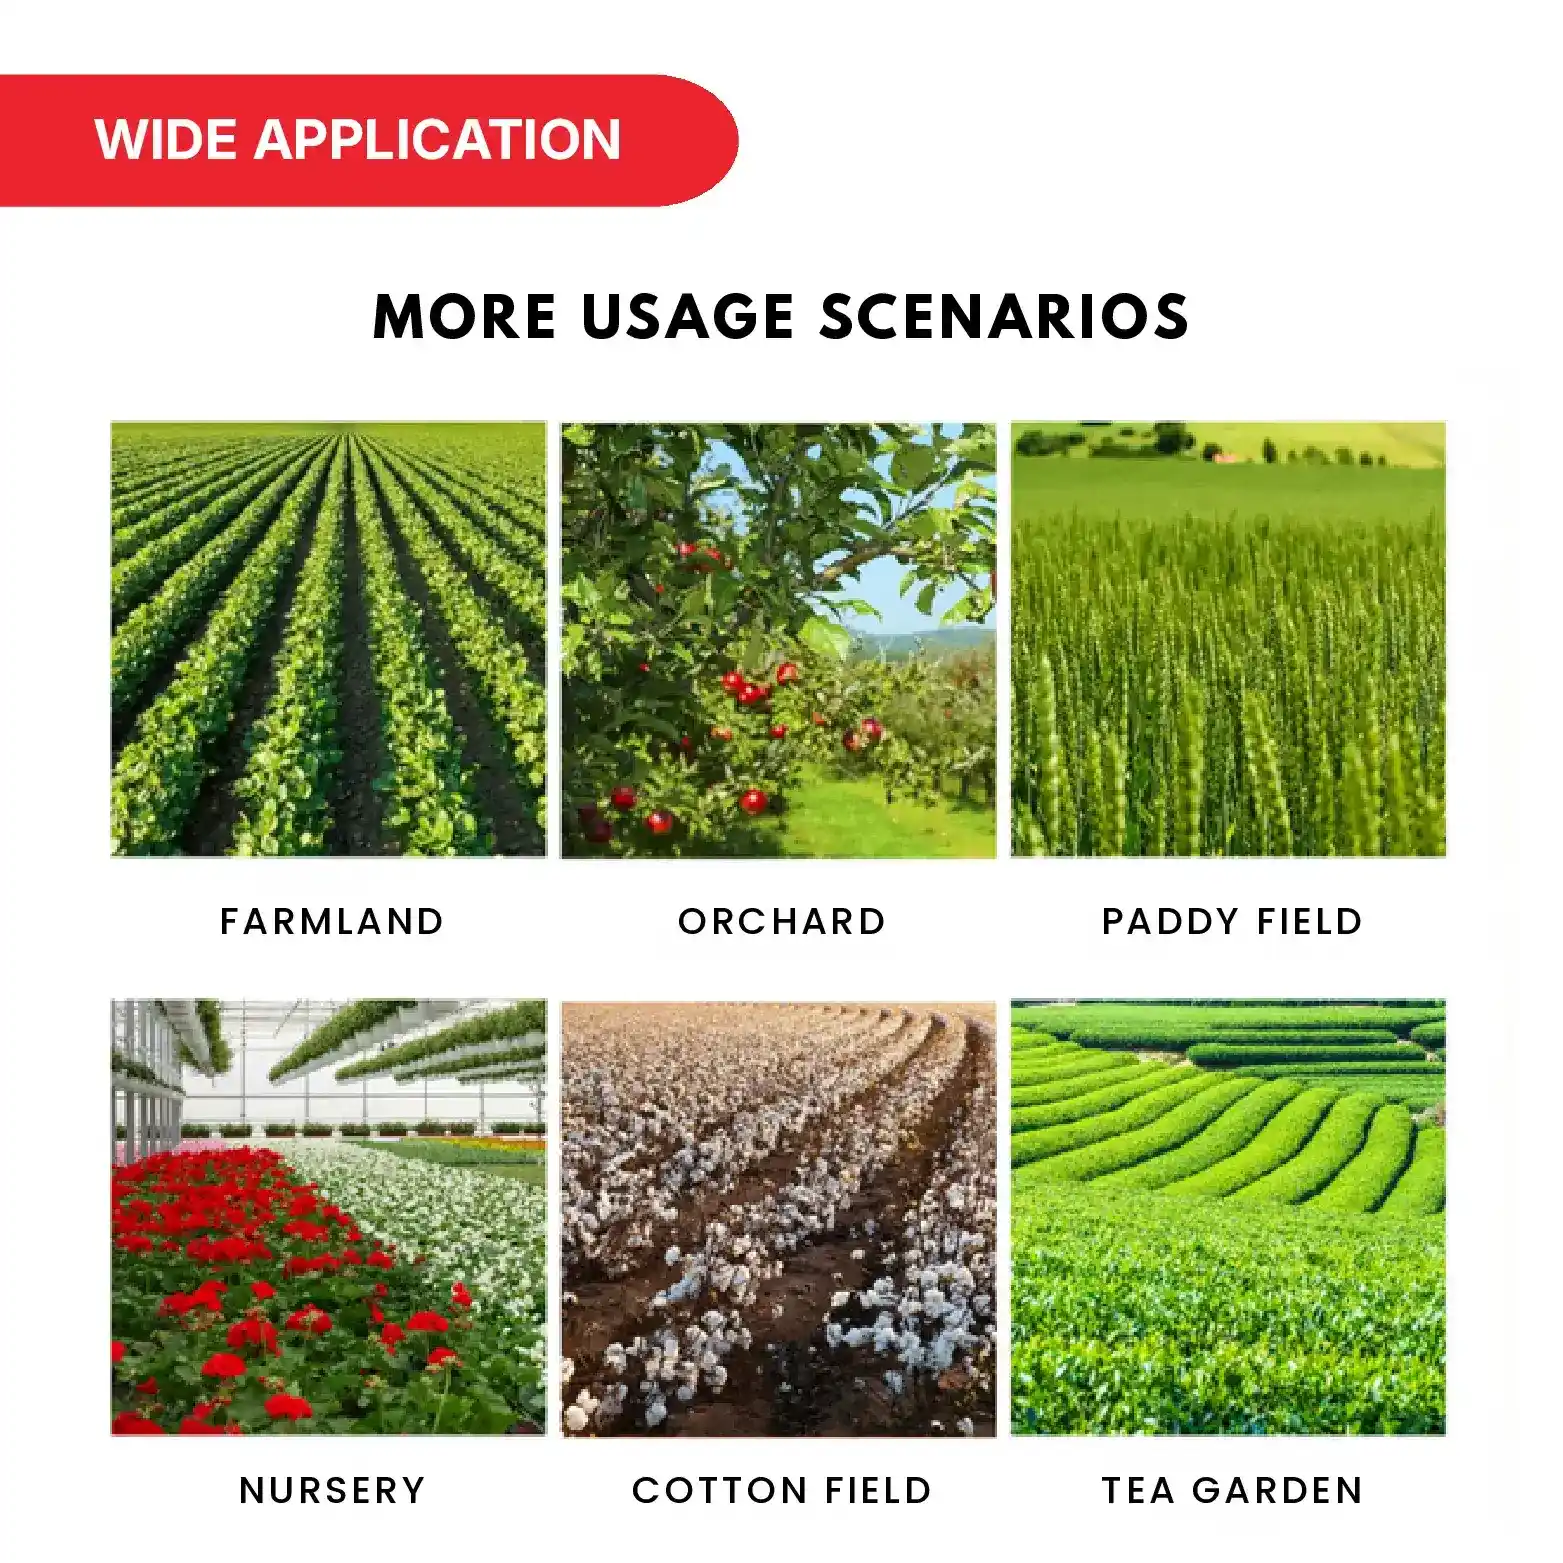 WIDE APPLICATION
MORE USAGE SCENARIOS
FARMLAND
ORCHARD
PADDY FIELD
NURSERY
COTTON FIELD
TEA GARDEN